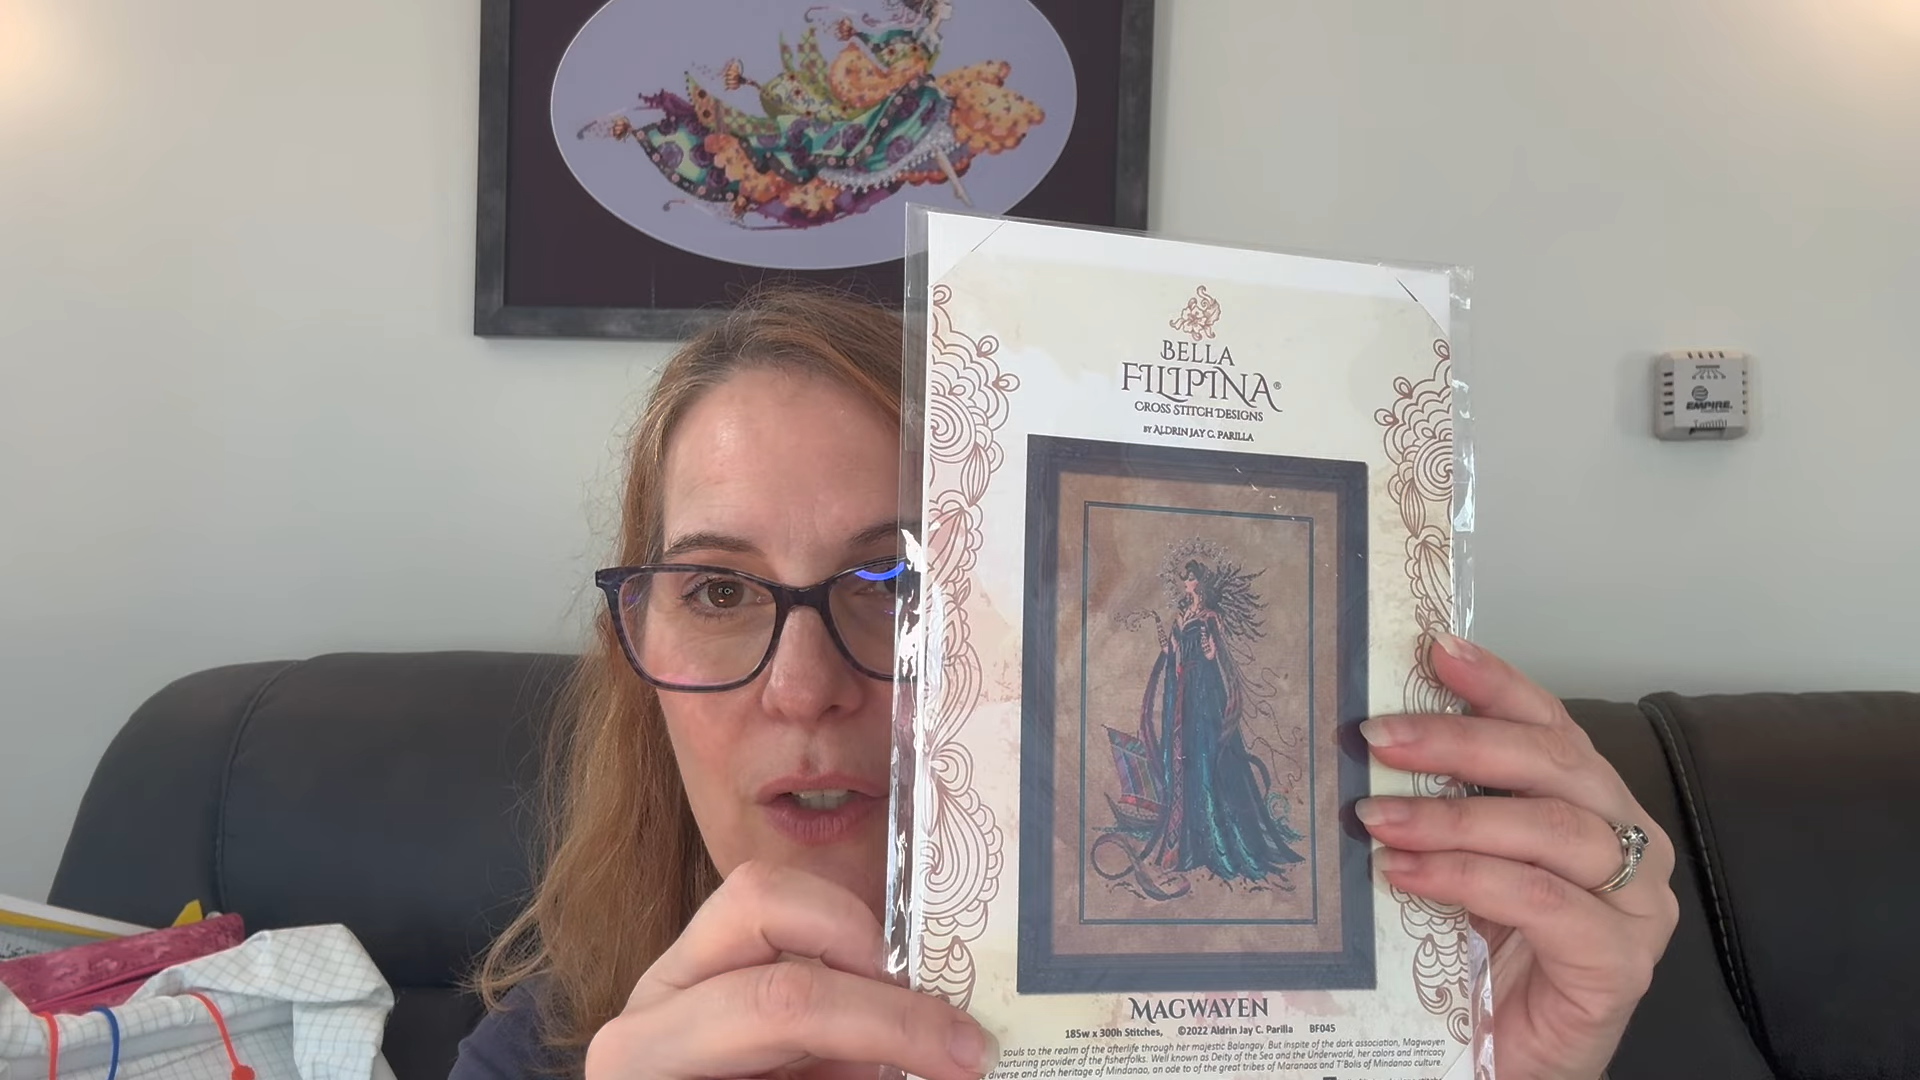 BELLA
FILIPINA®
CROSS STITCH DESIGNS
BY ALDRIN JAY C. PARILLA
EMPIRE
MAGWAYEN
185w x 300h Stitches, ©2022 Aldrin Jay C. Parilla BF045
souls to the realm of the afterlife through her majestic Balangay. But inspite of the dark association, Magwayen
nurturing provider of the fisherfolks. Well known as Deity of the Sea and the Underworld, her colors and intricacy
diverse and rich heritage of Mindanao, an ode to of the great tribes of Maranaos and T'Bolis of Mindanao culture.